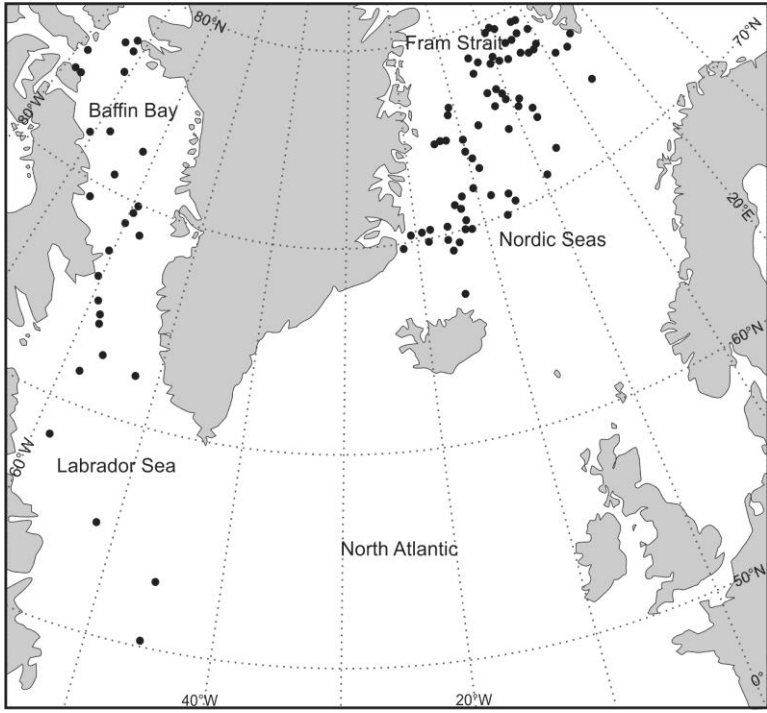 80°N
70°N
Fram Strait
80°W
Baffin Bay
20°E
Nordic Seas
60°N
60°W
Labrador Sea
North Atlantic
50°N
0°
40°W
20°W